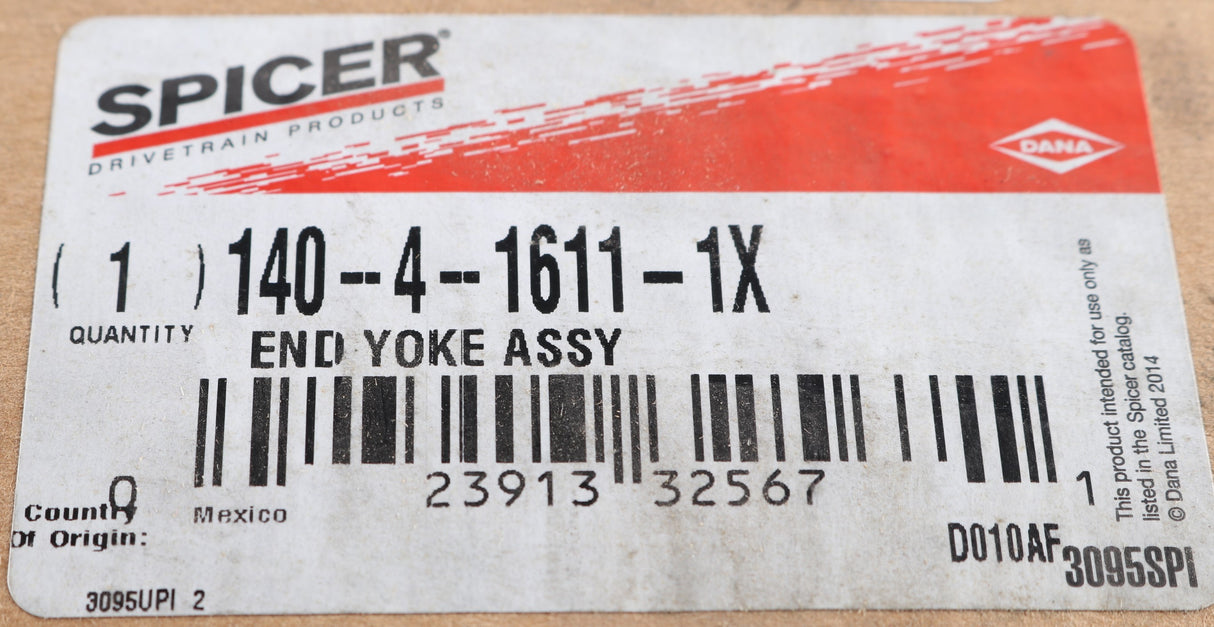 SPICER®
DRIVETRAIN PRODUCTS
DANA
( 1 ) 140--4--1611-1X
QUANTITY
END YOKE ASSY
0 23913 32567 1
Country
Of Origin:
Mexico
This product intended for use only as
listed in the Spicer catalog.
© Dana Limited 2014
D010AF
3095SPI
3095UPI 2